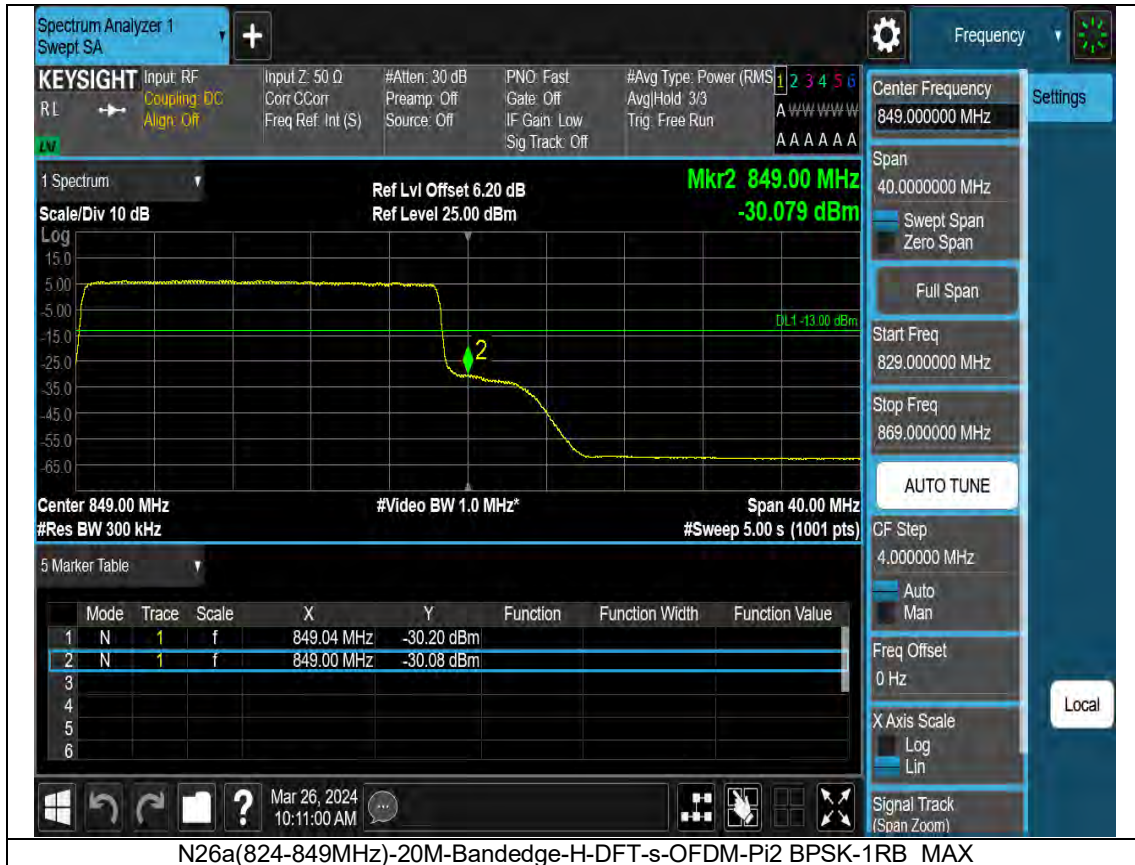 Spectrum Analyzer 1
Swept SA
+
Frequency
KEYSIGHT Input: RF Input Z: 50 Ω #Atten: 30 dB PNO: Fast #Avg Type: Power (RMS 1 2 3 4 5 6
RL Coupling: DC Corr CCorr Preamp: Off Gate: Off Avg|Hold: 3/3 A W W W W W
Align: Off Freq Ref: Int (S) Source: Off IF Gain: Low Trig: Free Run
Sig Track: Off A A A A A A
1 Spectrum
Ref Lvl Offset 6.20 dB
Mkr2 849.00 MHz
Scale/Div 10 dB
Ref Level 25.00 dBm
-30.079 dBm
Log
15.0
5.00
-5.00
DL1 -13.00 dBm
-15.0
2
-25.0
-35.0
-45.0
-55.0
-65.0
Center 849.00 MHz #Video BW 1.0 MHz* Span 40.00 MHz
#Res BW 300 kHz #Sweep 5.00 s (1001 pts)
5 Marker Table
Mode Trace Scale X Y Function Function Width Function Value
1 N 1 f 849.04 MHz -30.20 dBm
2 N 1 f 849.00 MHz -30.08 dBm
3
4
5
6
Mar 26, 2024
10:11:00 AM
?
Center Frequency
849.000000 MHz
Settings
Span
40.0000000 MHz
Swept Span
Zero Span
Full Span
Start Freq
829.000000 MHz
Stop Freq
869.000000 MHz
AUTO TUNE
CF Step
4.000000 MHz
Auto
Man
Freq Offset
0 Hz
Local
X Axis Scale
Log
Lin
Signal Track
(Span Zoom)
N26a(824-849MHz)-20M-Bandedge-H-DFT-s-OFDM-Pi2 BPSK-1RB_MAX